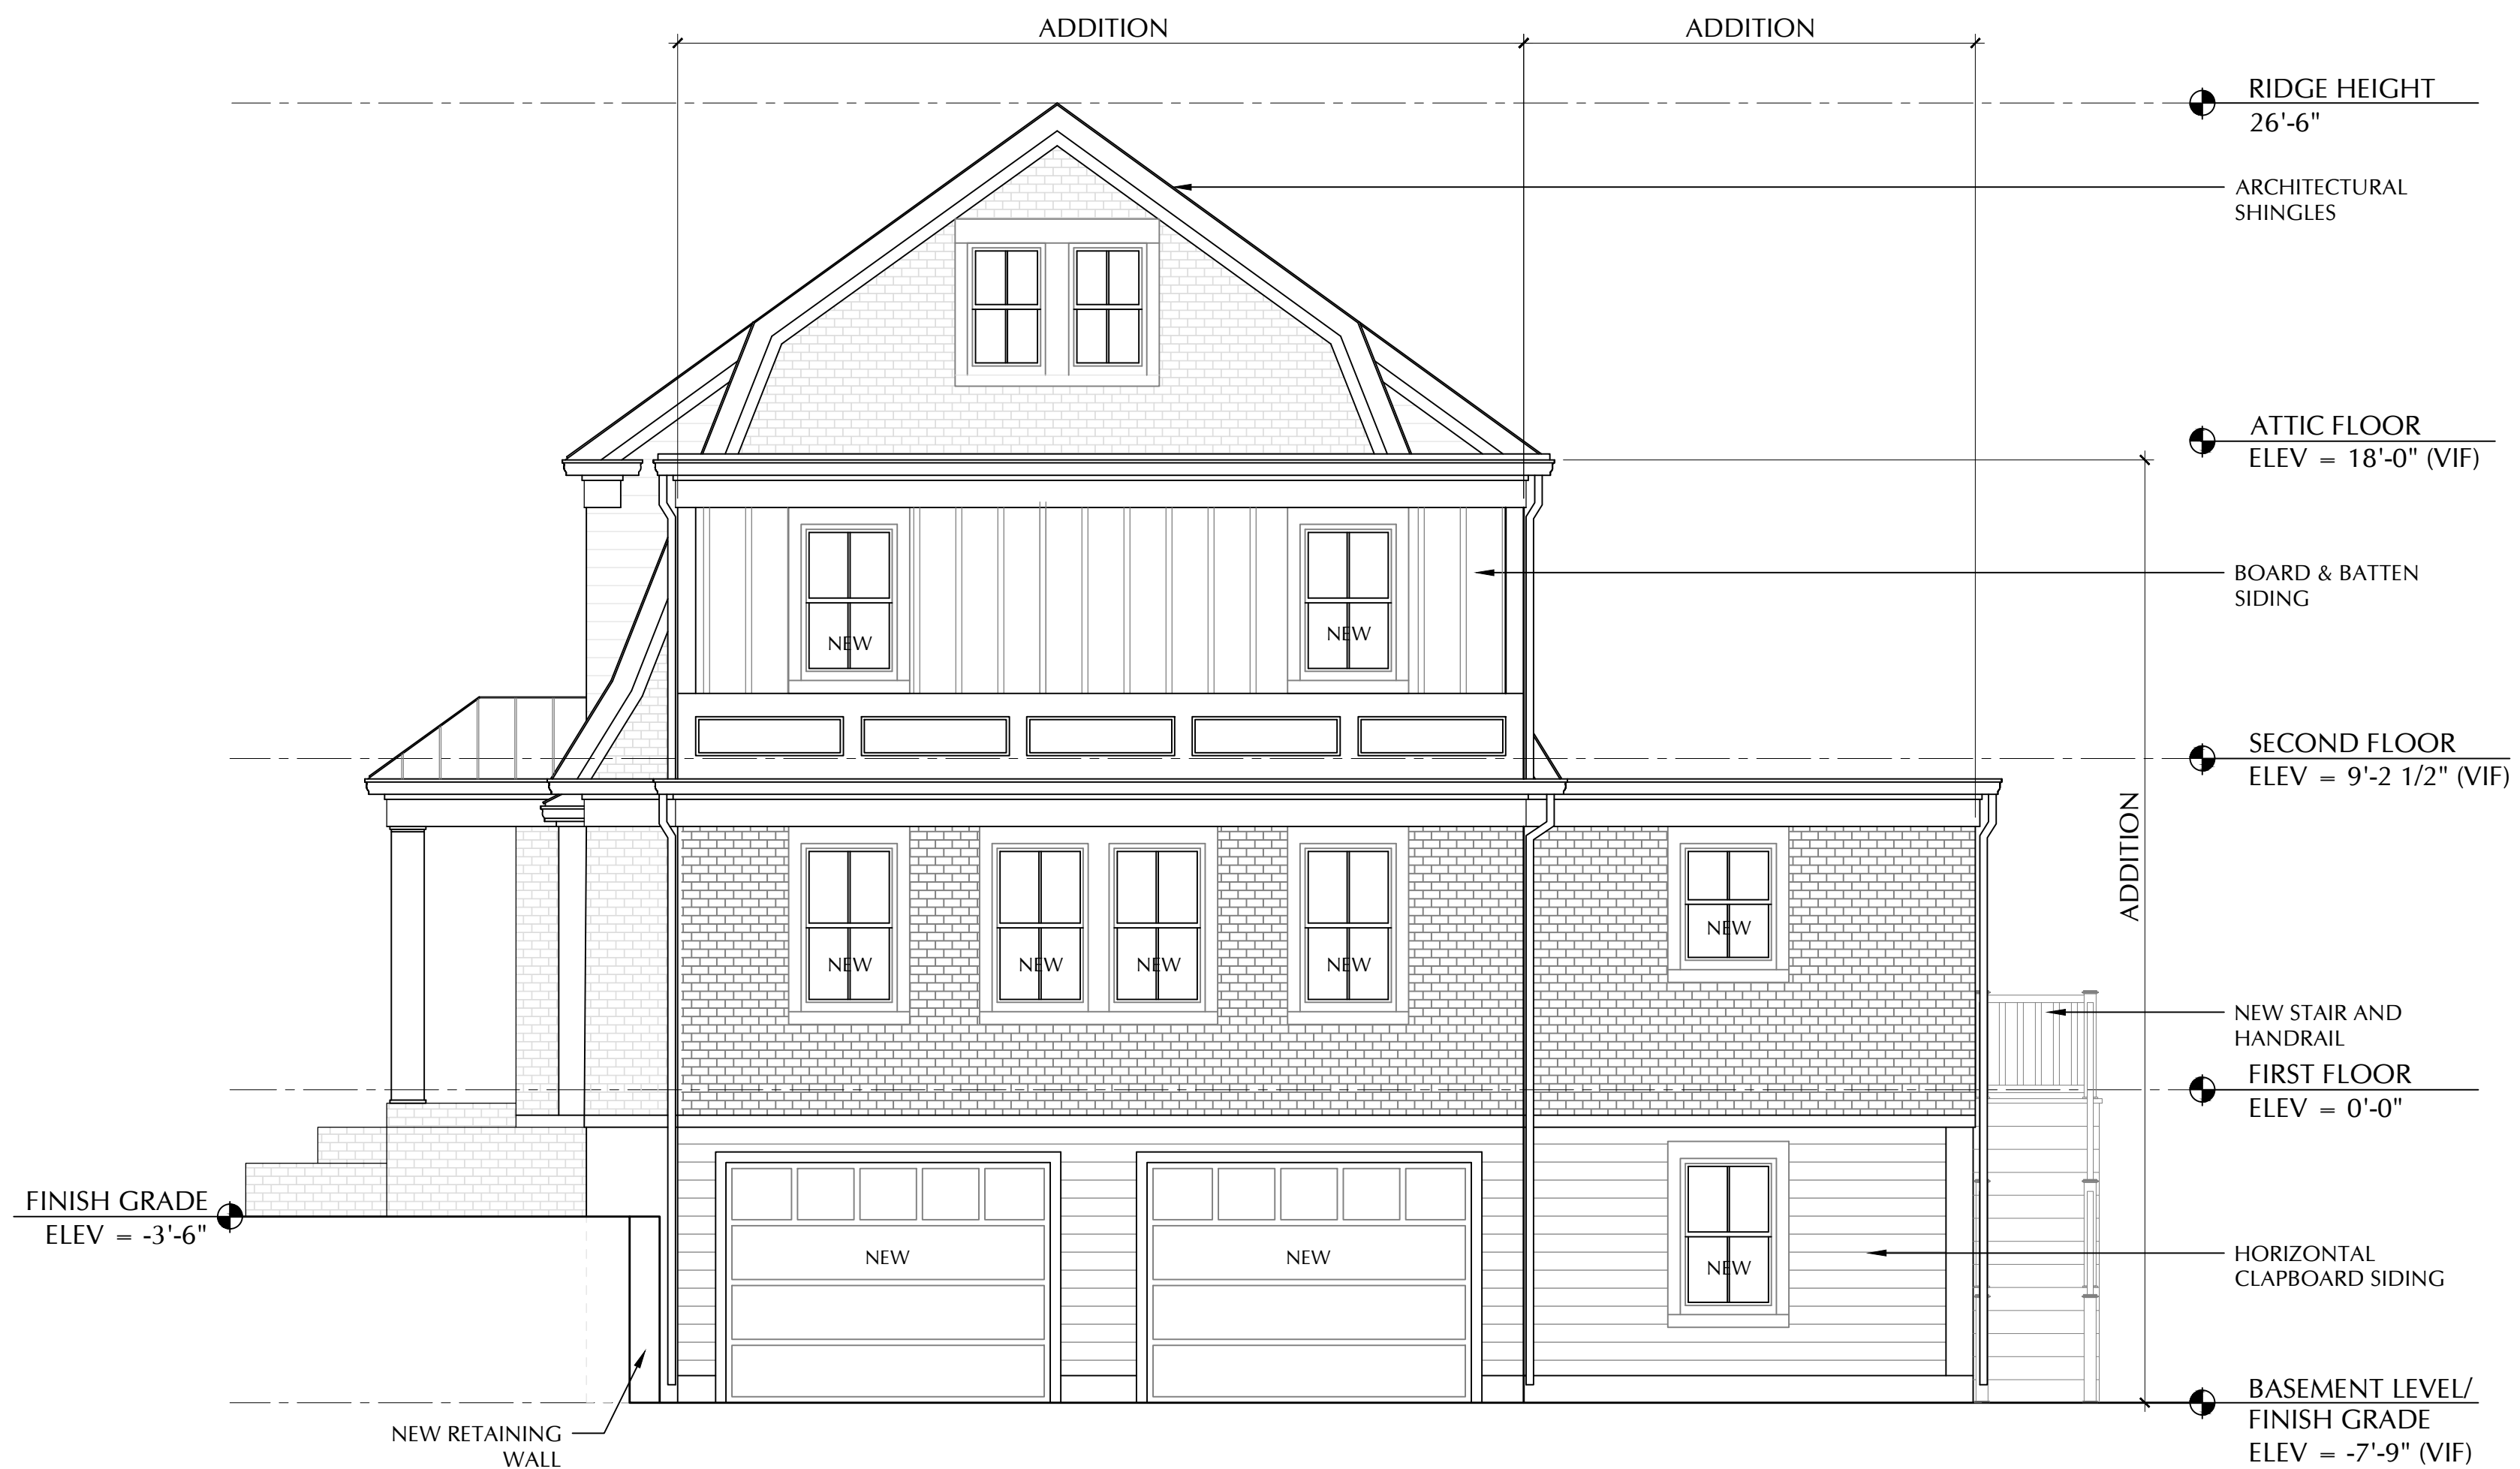 ADDITION
ADDITION
RIDGE HEIGHT
26'-6"
ARCHITECTURAL
SHINGLES
ATTIC FLOOR
ELEV = 18'-0" (VIF)
BOARD & BATTEN
SIDING
NEW
NEW
SECOND FLOOR
ELEV = 9'-2 1/2" (VIF)
ADDITION
NEW
NEW
NEW
NEW
NEW
NEW STAIR AND
HANDRAIL
FIRST FLOOR
ELEV = 0'-0"
FINISH GRADE
ELEV = -3'-6"
NEW
NEW
NEW
HORIZONTAL
CLAPBOARD SIDING
BASEMENT LEVEL/
FINISH GRADE
ELEV = -7'-9" (VIF)
NEW RETAINING
WALL